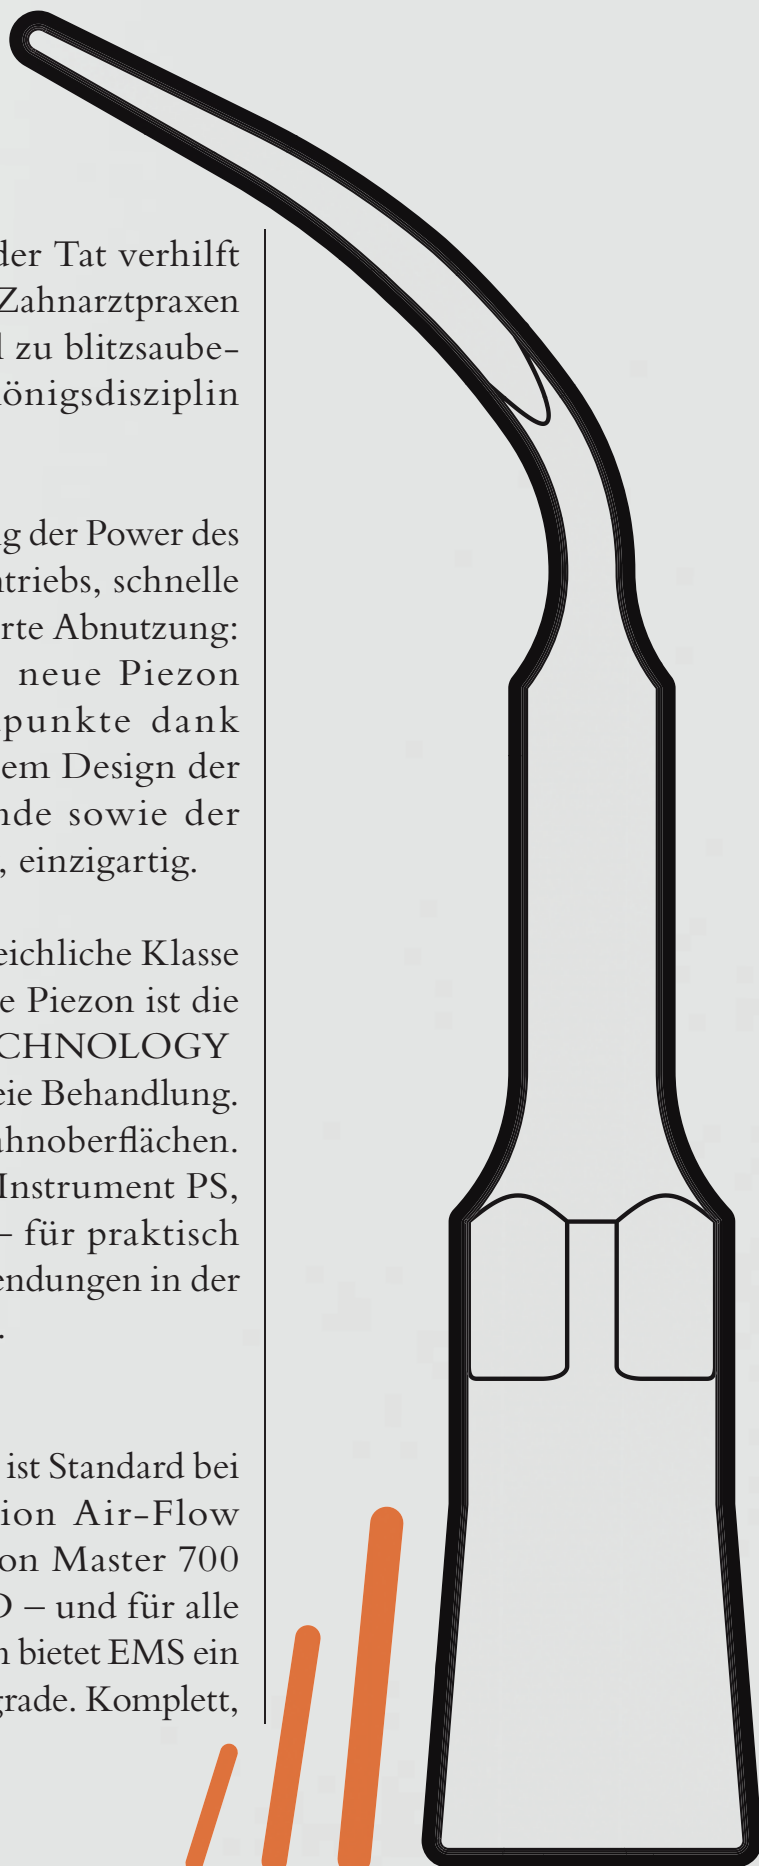 der Tat verhilft
Zahnarztpraxen
l zu blitzsaube-
önigsdisziplin
g der Power des
ntriebs, schnelle
rte Abnutzung:
neue Piezon
punkte dank
em Design der
nde sowie der
, einzigartig.
eichliche Klasse
e Piezon ist die
CHNOLOGY
eie Behandlung.
ahnoberflächen.
Instrument PS,
– für praktisch
endungen in der
.
ist Standard bei
ion Air-Flow
on Master 700
D – und für alle
n bietet EMS ein
grade. Komplett,